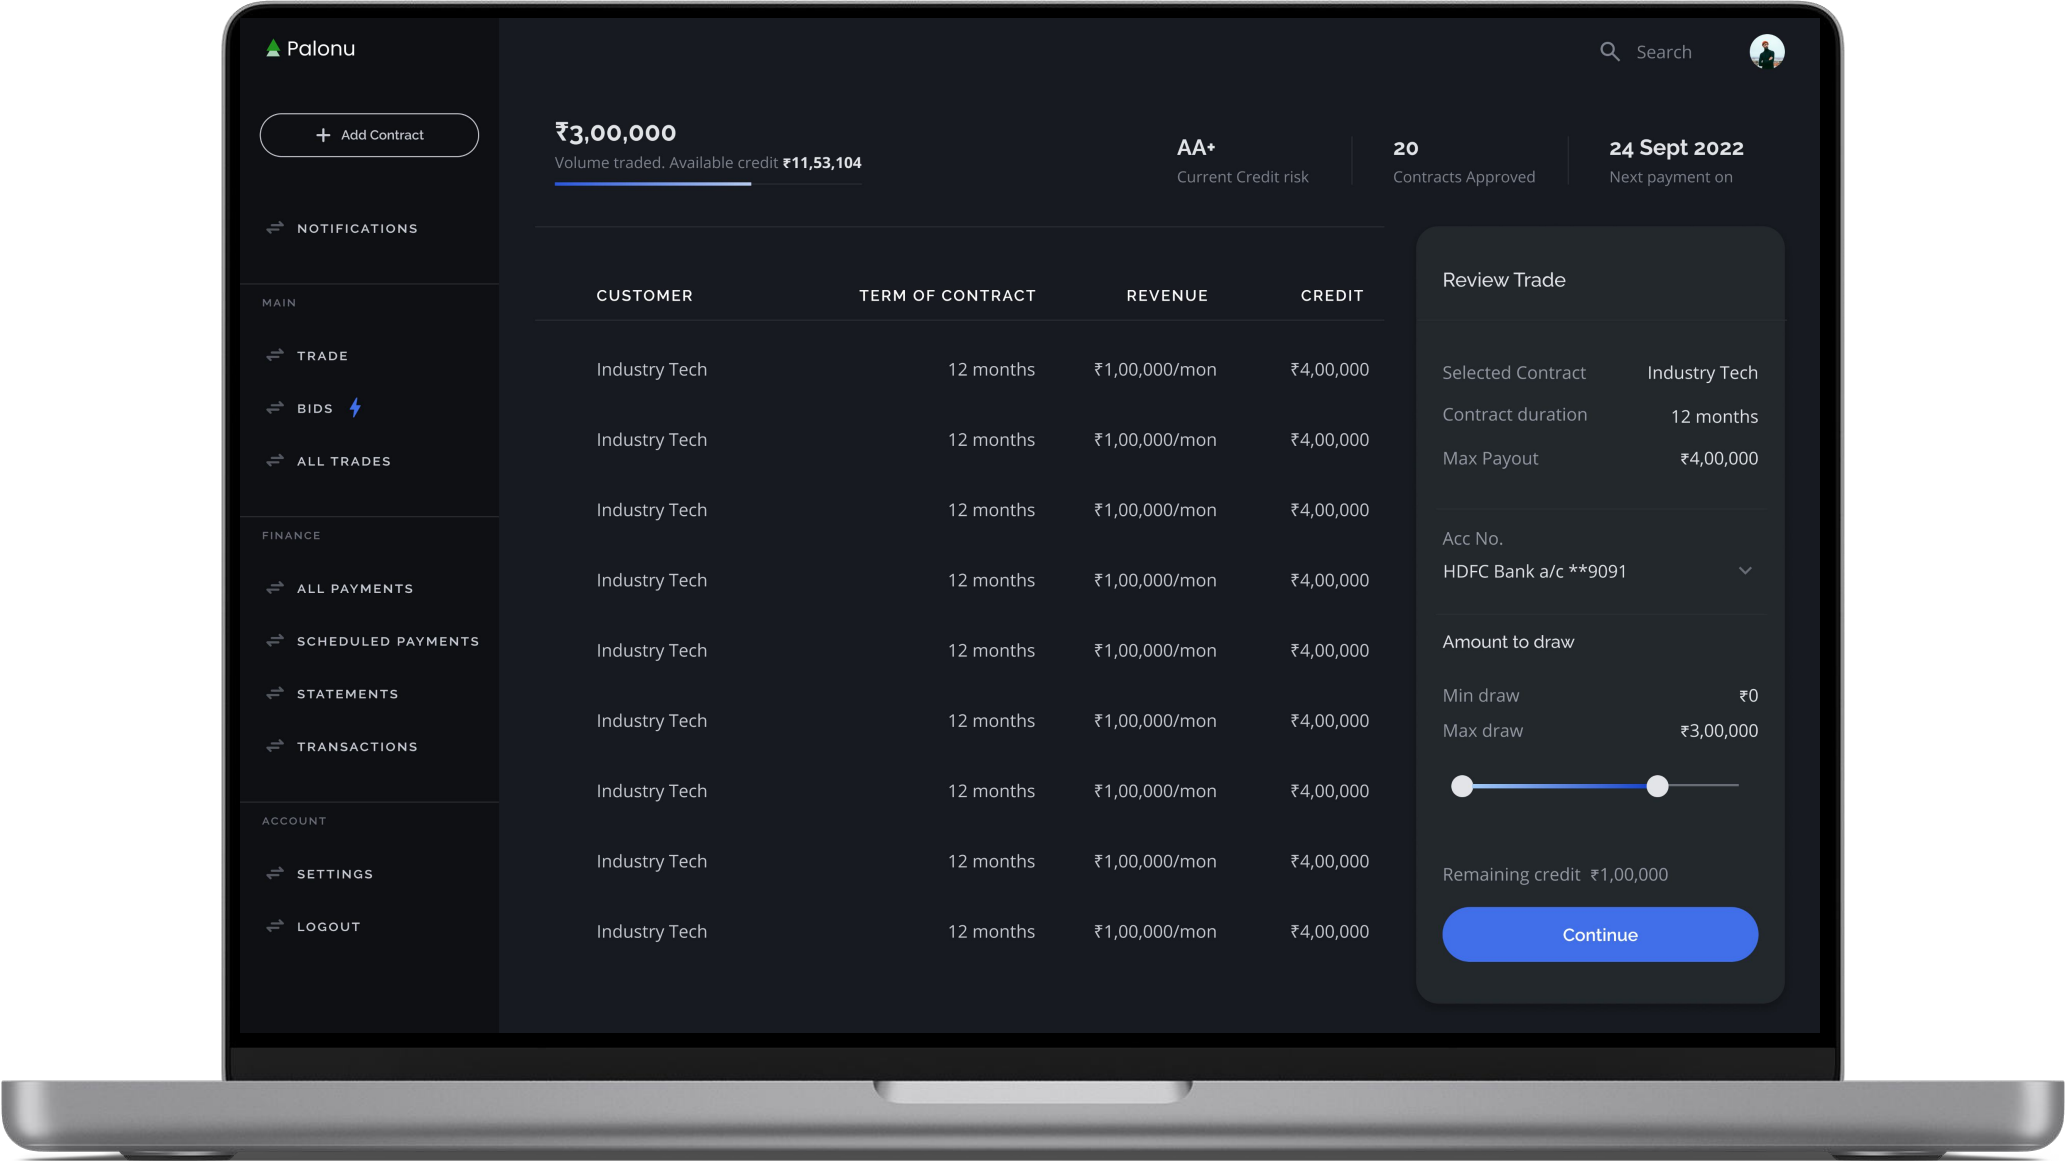 Palonu
Search
Add Contract
NOTIFICATIONS
MAIN
TRADE
BIDS
ALL TRADES
FINANCE
ALL PAYMENTS
SCHEDULED PAYMENTS
STATEMENTS
TRANSACTIONS
ACCOUNT
SETTINGS
LOGOUT
₹3,00,000
Volume traded. Available credit ₹11,53,104
AA+
Current Credit risk
20
Contracts Approved
24 Sept 2022
Next payment on
CUSTOMER TERM OF CONTRACT REVENUE CREDIT
Industry Tech 12 months ₹1,00,000/mon ₹4,00,000
Industry Tech 12 months ₹1,00,000/mon ₹4,00,000
Industry Tech 12 months ₹1,00,000/mon ₹4,00,000
Industry Tech 12 months ₹1,00,000/mon ₹4,00,000
Industry Tech 12 months ₹1,00,000/mon ₹4,00,000
Industry Tech 12 months ₹1,00,000/mon ₹4,00,000
Industry Tech 12 months ₹1,00,000/mon ₹4,00,000
Industry Tech 12 months ₹1,00,000/mon ₹4,00,000
Industry Tech 12 months ₹1,00,000/mon ₹4,00,000
Review Trade
Selected Contract Industry Tech
Contract duration 12 months
Max Payout ₹4,00,000
Acc No.
HDFC Bank a/c **9091
Amount to draw
Min draw ₹0
Max draw ₹3,00,000
Remaining credit ₹1,00,000
Continue